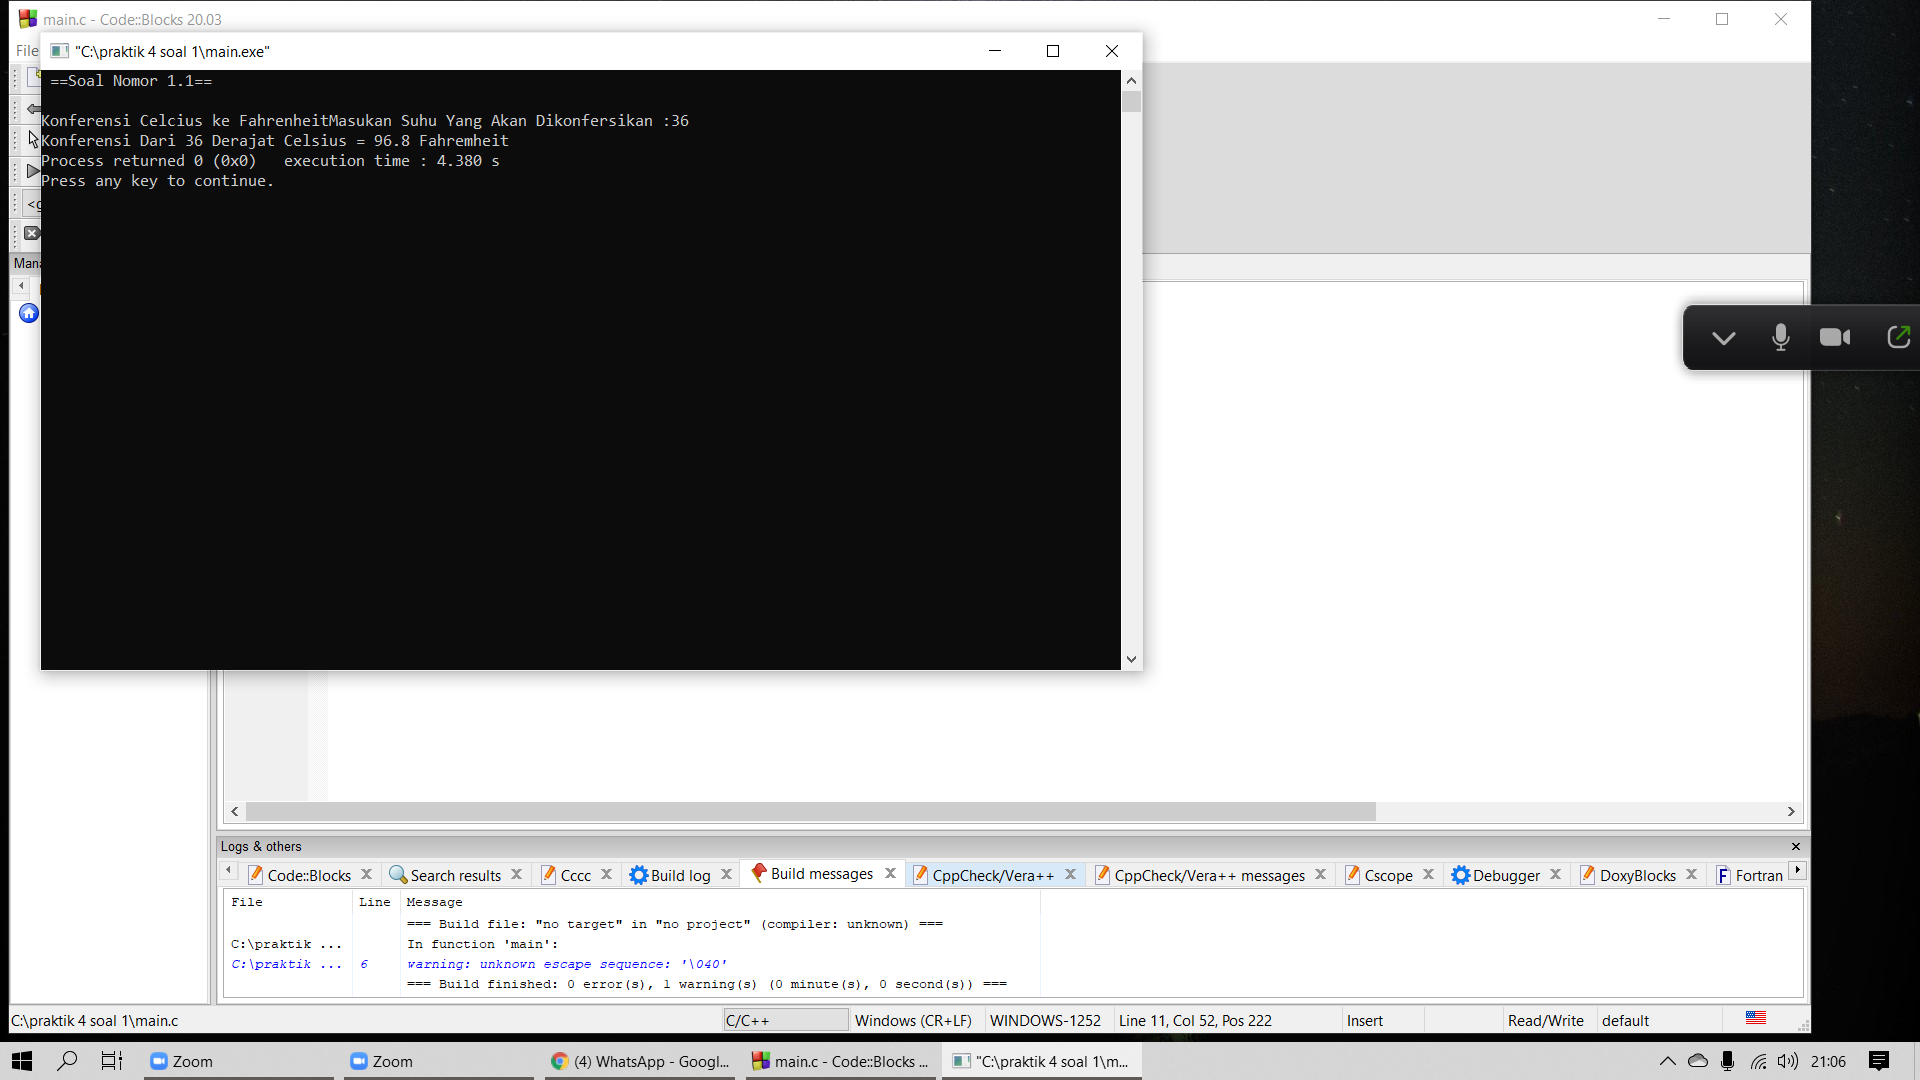 main.c - Code::Blocks 20.03
File
"C:\praktik 4 soal 1\main.exe"
==Soal Nomor 1.1==
Konferensi Celcius ke FahrenheitMasukan Suhu Yang Akan Dikonfersikan :36
Konferensi Dari 36 Derajat Celsius = 96.8 Fahremheit
Process returned 0 (0x0)   execution time : 4.380 s
Press any key to continue.
Logs & others
Code::Blocks
Search results
Cccc
Build log
Build messages
CppCheck/Vera++
CppCheck/Vera++ messages
Cscope
Debugger
DoxyBlocks
Fortran
File Line Message
=== Build file: "no target" in "no project" (compiler: unknown) ===
C:\praktik ... In function 'main':
C:\praktik ... 6 warning: unknown escape sequence: '\040'
=== Build finished: 0 error(s), 1 warning(s) (0 minute(s), 0 second(s)) ===
C:\praktik 4 soal 1\main.c
C/C++
Windows (CR+LF)
WINDOWS-1252
Line 11, Col 52, Pos 222
Insert
Read/Write
default
Zoom
Zoom
(4) WhatsApp - Googl...
main.c - Code::Blocks ...
"C:\praktik 4 soal 1\m...
21:06